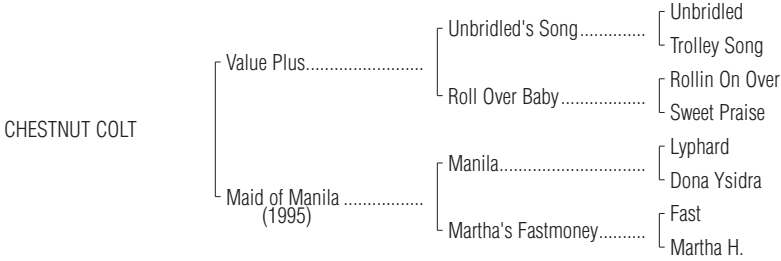 Unbridled
Unbridled's Song..............
Trolley Song
Value Plus.........................
Rollin On Over
Roll Over Baby..................
Sweet Praise
CHESTNUT COLT
Lyphard
Manila...............................
Dona Ysidra
Maid of Manila .................
(1995)
Fast
Martha's Fastmoney..........
Martha H.